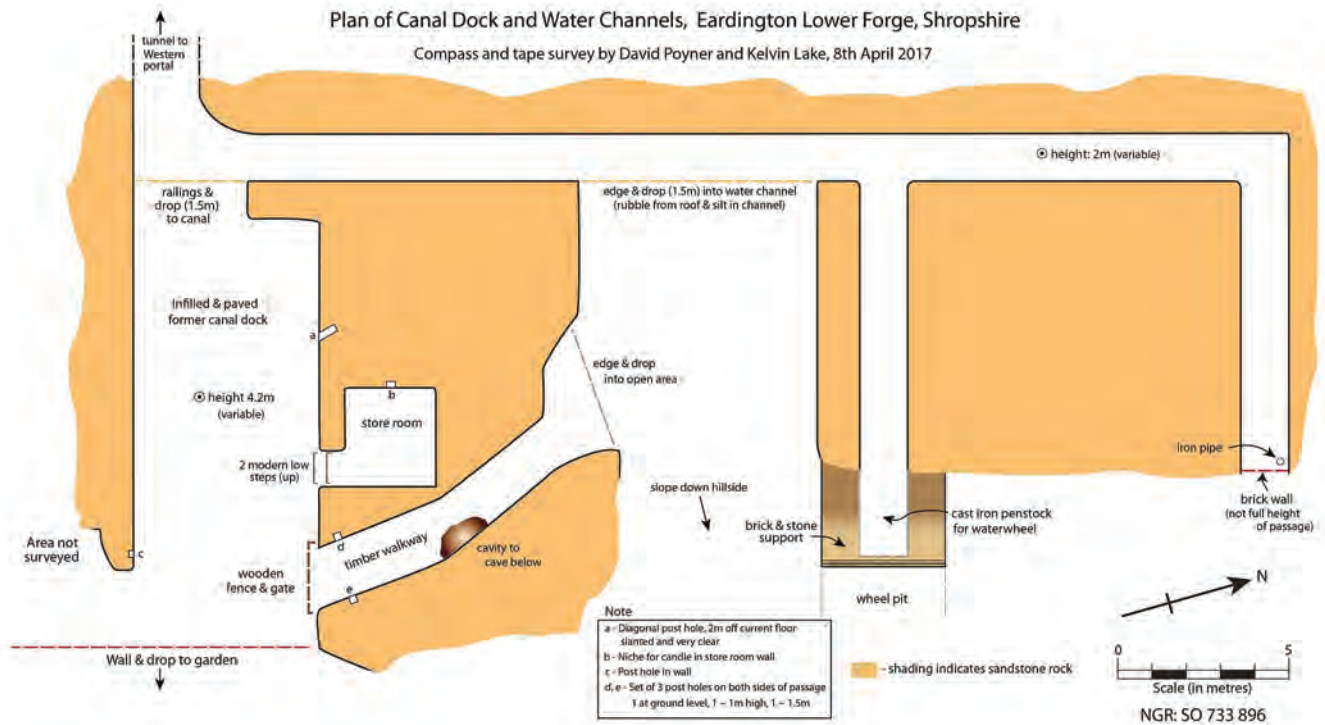 Plan of Canal Dock and Water Channels, Eardington Lower Forge, Shropshire
Compass and tape survey by David Poyner and Kelvin Lake, 8th April 2017
tunnel to
Western
portal
height: 2m (variable)
railings &
drop (1.5m)
to canal
edge & drop (1.5m) into water channel
(rubble from roof & silt in channel)
Infilled & paved
former canal dock
a
edge & drop
into open area
height 4.2m
(variable)
b
store room
2 modern low
steps (up)
iron pipe
slope down hillside
brick wall
(not full height
of passage)
cast iron penstock
for waterwheel
brick & stone
support
Area not
surveyed
c
d
timber walkway
cavity to
cave below
wooden
fence & gate
e
N
wheel pit
Note
a - Diagonal post hole, 2m off current floor
slanted and very clear
b - Niche for candle in store room wall
c - Post hole in wall
d, e - Set of 3 post holes on both sides of passage
1 at ground level, 1 ~ 1m high, 1 ~ 1.5m
Wall & drop to garden
- shading indicates sandstone rock
0 5
Scale (in metres)
NGR: SO 733 896